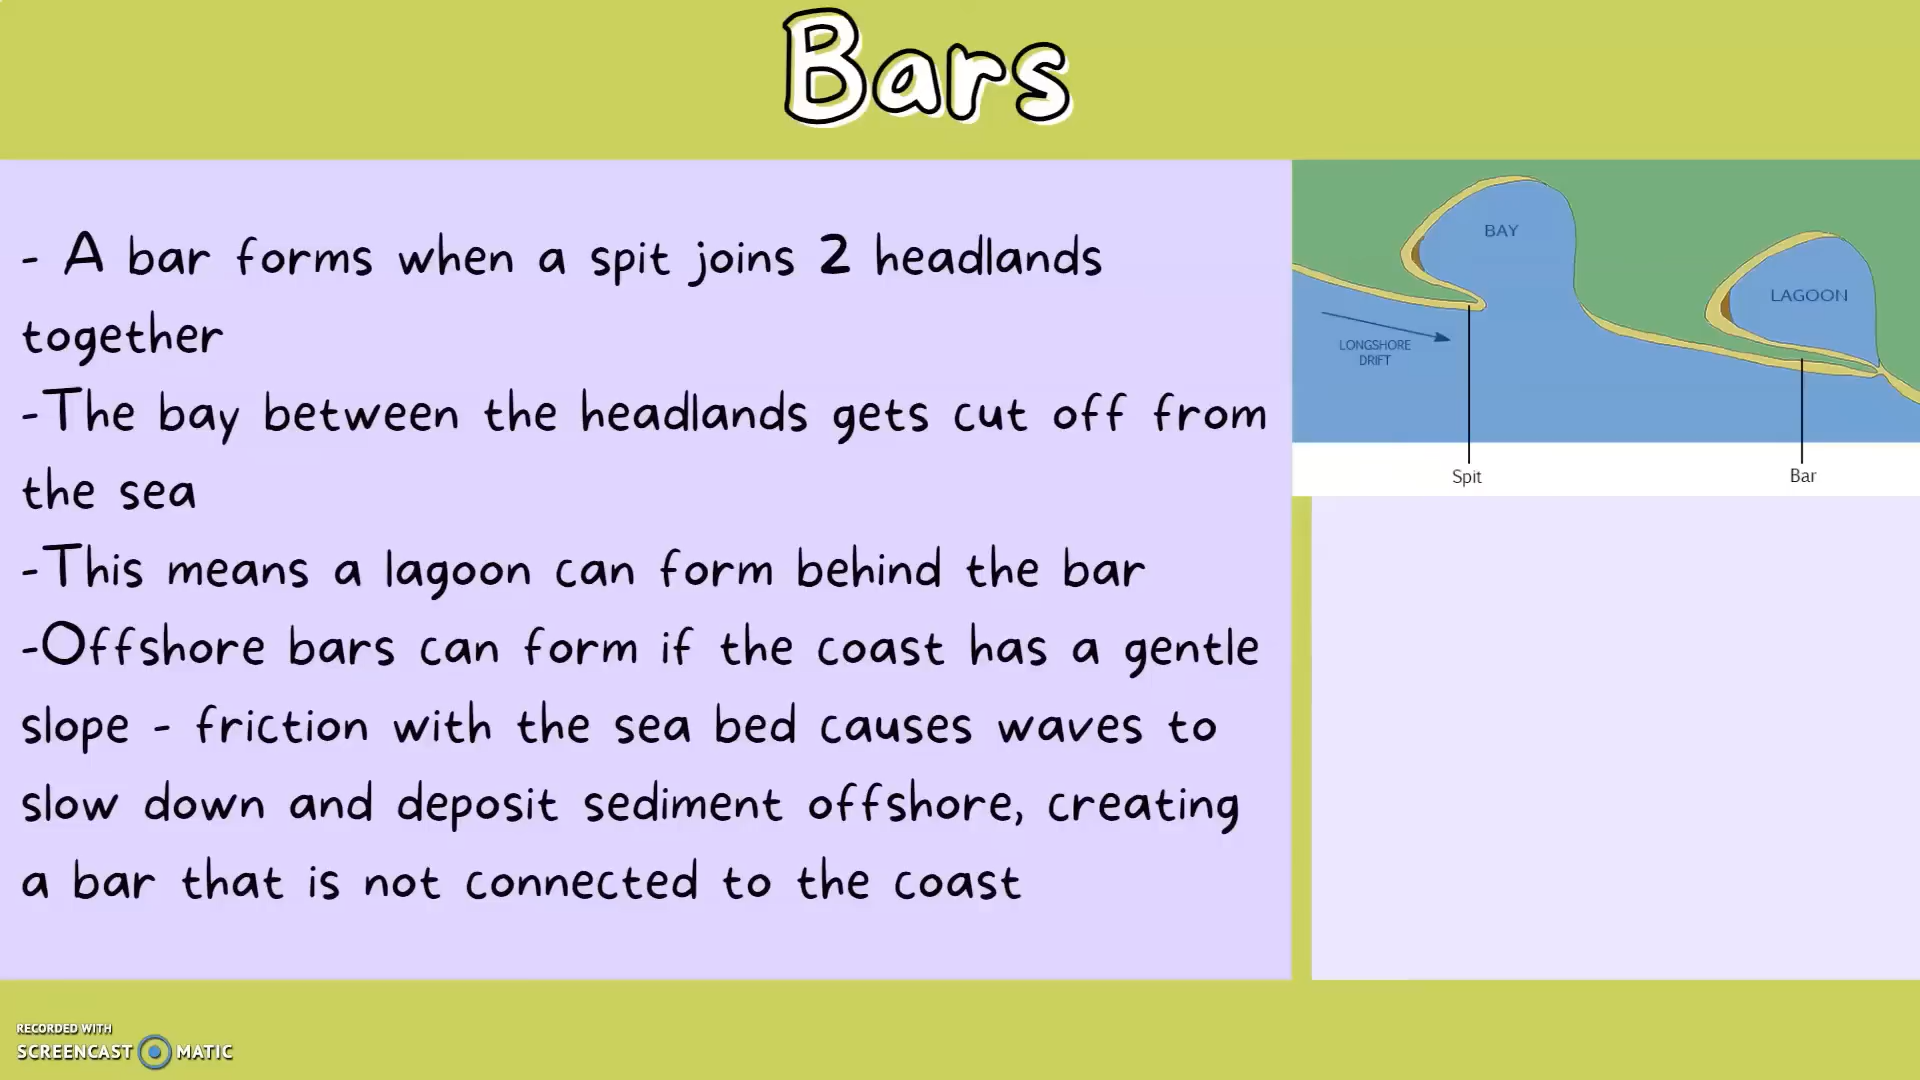 Bars
- A bar forms when a spit joins 2 headlands
together
-The bay between the headlands gets cut off from
the sea
-This means a lagoon can form behind the bar
-Offshore bars can form if the coast has a gentle
slope - friction with the sea bed causes waves to
slow down and deposit sediment offshore, creating
a bar that is not connected to the coast
BAY
LAGOON
LONGSHORE
DRIFT
Spit
Bar
RECORDED WITH
SCREENCAST MATIC